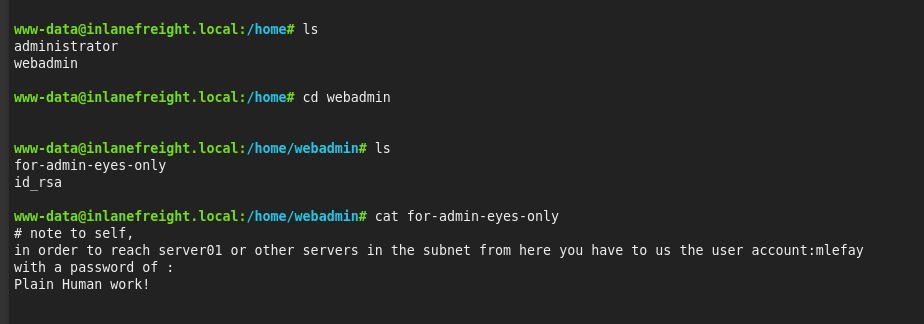 www-data@inlanefreight.local:/home# ls
administrator
webadmin
www-data@inlanefreight.local:/home# cd webadmin
www-data@inlanefreight.local:/home/webadmin# ls
for-admin-eyes-only
id_rsa
www-data@inlanefreight.local:/home/webadmin# cat for-admin-eyes-only
# note to self,
in order to reach server01 or other servers in the subnet from here you have to us the user account:mlefay
with a password of :
Plain Human work!